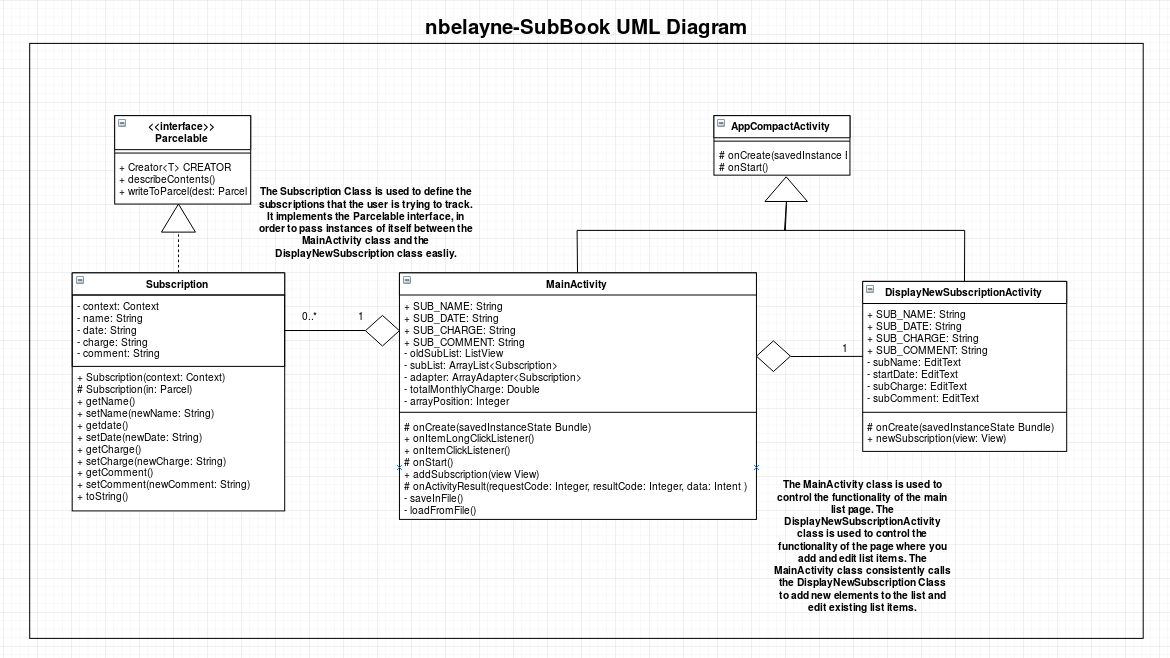 nbelayne-SubBook UML Diagram
<<interface>>
Parcelable
+ Creator<T> CREATOR
+ describeContents()
+ writeToParcel(dest: Parcel
The Subscription Class is used to define the
subscriptions that the user is trying to track.
It implements the Parcelable interface, in
order to pass instances of itself between the
MainActivity class and the
DisplayNewSubscription class easliy.
AppCompactActivity
# onCreate(savedInstance
# onStart()
Subscription
- context: Context
- name: String
- date: String
- charge: String
- comment: String
+ Subscription(context: Context)
# Subscription(in: Parcel)
+ getName()
+ setName(newName: String)
+ getdate()
+ setDate(newDate: String)
+ getCharge()
+ setCharge(newCharge: String)
+ getComment()
+ setComment(newComment: String)
+ toString()
0..*
1
MainActivity
+ SUB_NAME: String
+ SUB_DATE: String
+ SUB_CHARGE: String
+ SUB_COMMENT: String
- oldSubList: ListView
- subList: ArrayList<Subscription>
- adapter: ArrayAdapter<Subscription>
- totalMonthlyCharge: Double
- arrayPosition: Integer
# onCreate(savedInstanceState Bundle)
+ onItemLongClickListener()
+ onItemClickListener()
# onStart()
+ addSubscription(view View)
# onActivityResult(requestCode: Integer, resultCode: Integer, data: Intent )
- saveInFile()
- loadFromFile()
1
DisplayNewSubscriptionActivity
+ SUB_NAME: String
+ SUB_DATE: String
+ SUB_CHARGE: String
+ SUB_COMMENT: String
- subName: EditText
- startDate: EditText
- subCharge: EditText
- subComment: EditText
# onCreate(savedInstanceState Bundle)
+ newSubscription(view: View)
The MainActivity class is used to
control the functionality of the main
list page. The
DisplayNewSubscriptionActivity
class is used to control the
functionality of the page where you
add and edit list items. The
MainActivity class consistently calls
the DisplayNewSubscription Class
to add new elements to the list and
edit existing list items.